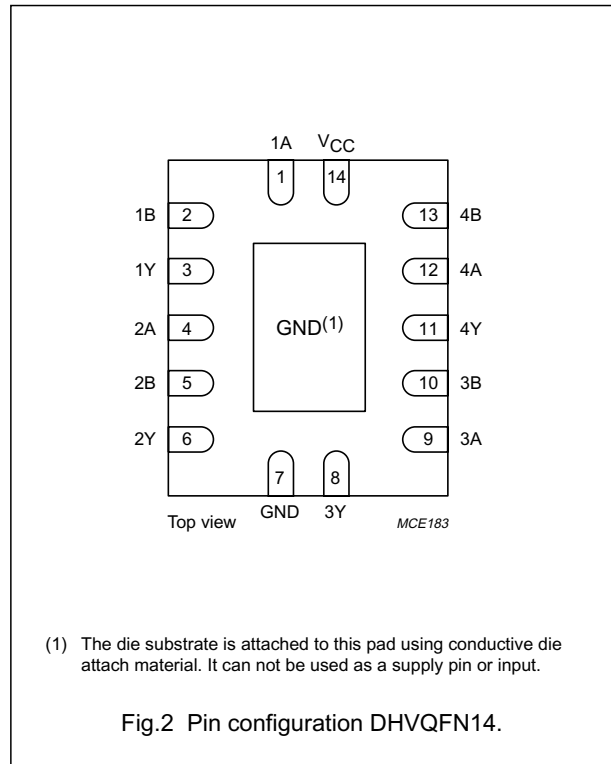 1A VCC
1 14
1B 2 13 4B
1Y 3 12 4A
2A 4 GND(1) 11 4Y
2B 5 10 3B
2Y 6 9 3A
7 8
Top view GND 3Y MCE183
(1) The die substrate is attached to this pad using conductive die
attach material. It can not be used as a supply pin or input.
Fig.2 Pin configuration DHVQFN14.